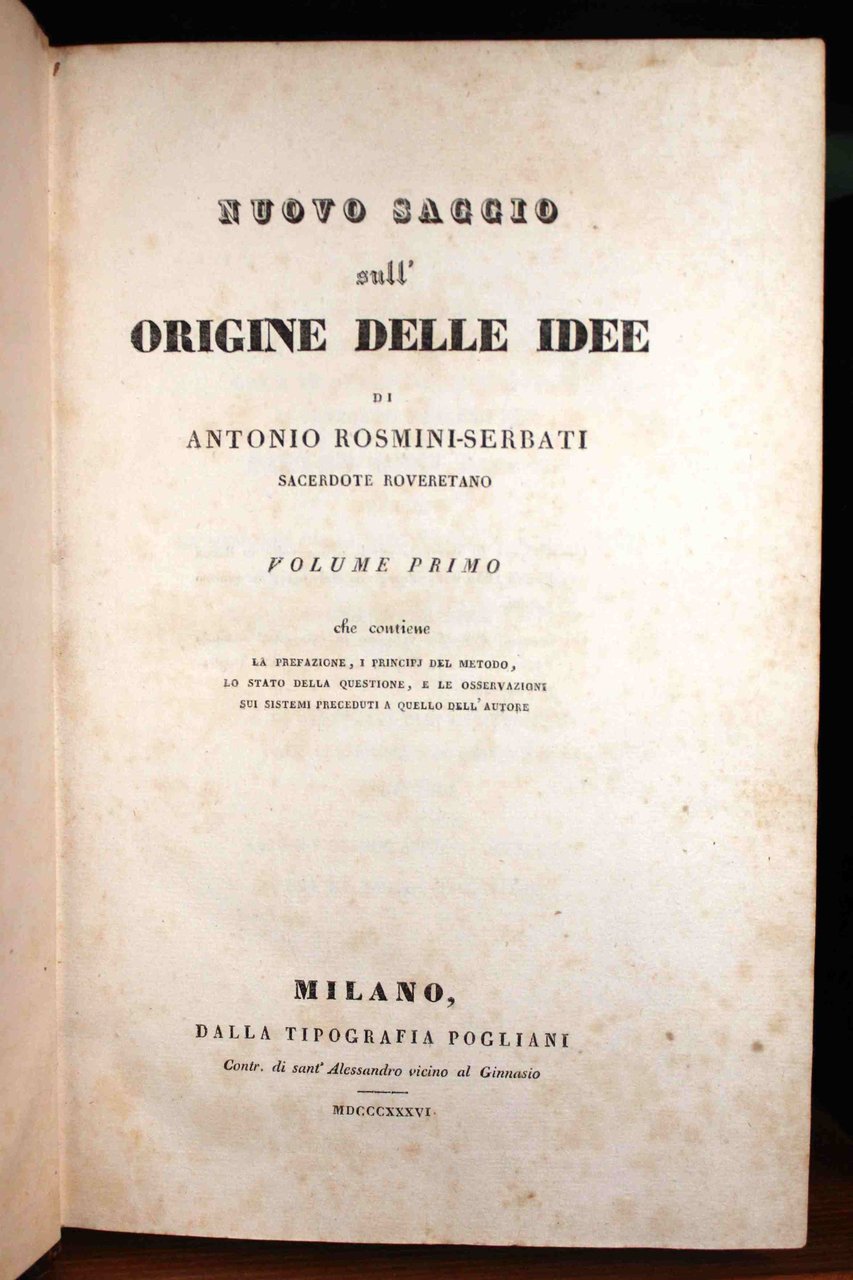 NUOVO SAGGIO
sull'
ORIGINE DELLE IDEE
DI
ANTONIO ROSMINI-SERBATI
SACERDOTE ROVERETANO
VOLUME PRIMO
che contiene
LA PREFAZIONE, I PRINCIPJ DEL METODO,
LO STATO DELLA QUESTIONE, E LE OSSERVAZIONI
SUI SISTEMI PRECEDUTI A QUELLO DELL'AUTORE
MILANO,
DALLA TIPOGRAFIA POGLIANI
Contr. di sant'Alessandro vicino al Ginnasio
MDCCCXXXVI.